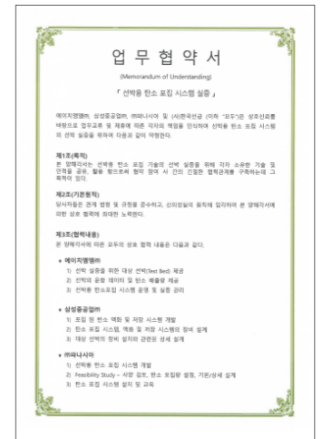 업 무 협 약 서
(Memorandum of Understanding)
「 선박용 탄소 포집 시스템 실증 」
에이치엠엠㈜, 삼성중공업㈜, ㈜파나시아 및 (사)한국선급 (이하 "모두")은 상호신뢰를
바탕으로 업무교류 및 제휴에 따른 각자의 책임을 인식하며 선박용 탄소 포집 시스템
의 선박 실증을 위하여 다음과 같이 약정한다.
제1조(목적)
본 양해각서는 선박용 탄소 포집 기술의 선박 실증을 위해 각자 소유한 기술 및
인력을 공유, 활용 함으로써 협약 참여 사 간의 긴밀한 협력관계를 구축하는데 그
목적이 있다.
제2조(기본원칙)
당사자들은 관계 법령 및 규정을 준수하고, 신의성실의 원칙에 입각하여 본 양해각서에
의한 상호 협력에 최대한 노력한다.
제3조(협력내용)
본 양해각서에 따른 모두의 상호 협력 내용은 다음과 같다.
♦ 에이치엠엠㈜
1) 선박 실증을 위한 대상 선박(Test Bed) 제공
2) 선박의 운항 데이터 및 탄소 배출량 제공
3) 선박용 탄소포집 시스템 운영 및 실증 관리
♦ 삼성중공업㈜
1) 포집 된 탄소 액화 및 저장 시스템 개발
2) 탄소 포집 시스템, 액화 및 저장 시스템의 장비 설계
3) 대상 선박의 장비 설치와 관련된 상세 설계
♦ ㈜파나시아
1) 선박용 탄소 포집 시스템 개발
2) Feasibility Study – 사양 검토, 탄소 포집량 설정, 기본/상세 설계
3) 탄소 포집 시스템 설치 및 교육